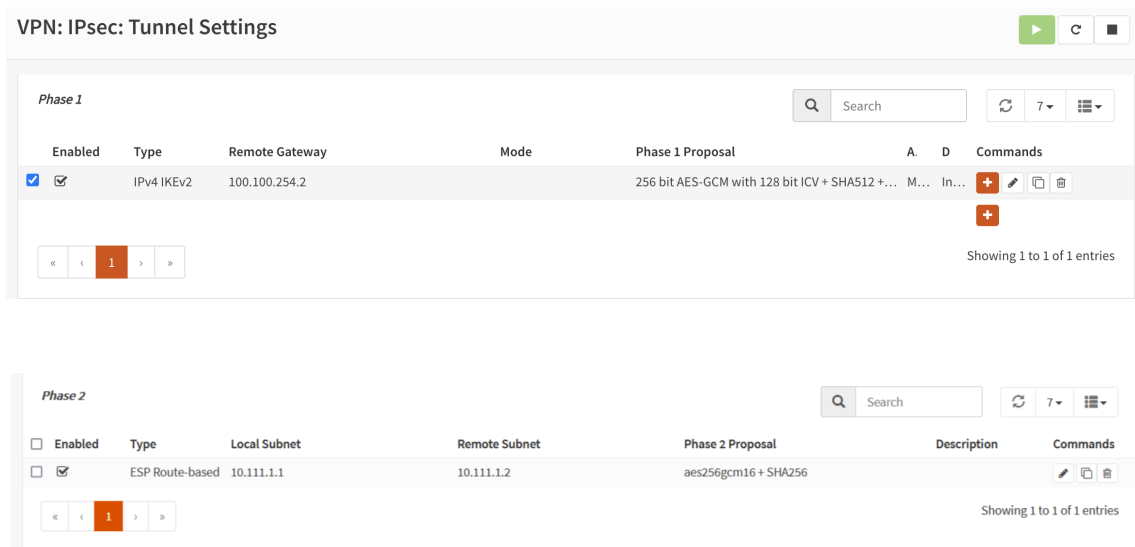 VPN: IPsec: Tunnel Settings
Phase 1
Search
7
Enabled Type Remote Gateway Mode Phase 1 Proposal A. D Commands
IPv4 IKEv2 100.100.254.2 256 bit AES-GCM with 128 bit ICV + SHA512 +... M... In...
« ‹ 1 › »
Showing 1 to 1 of 1 entries
Phase 2
Search
7
Enabled Type Local Subnet Remote Subnet Phase 2 Proposal Description Commands
ESP Route-based 10.111.1.1 10.111.1.2 aes256gcm16 + SHA256
« ‹ 1 › »
Showing 1 to 1 of 1 entries